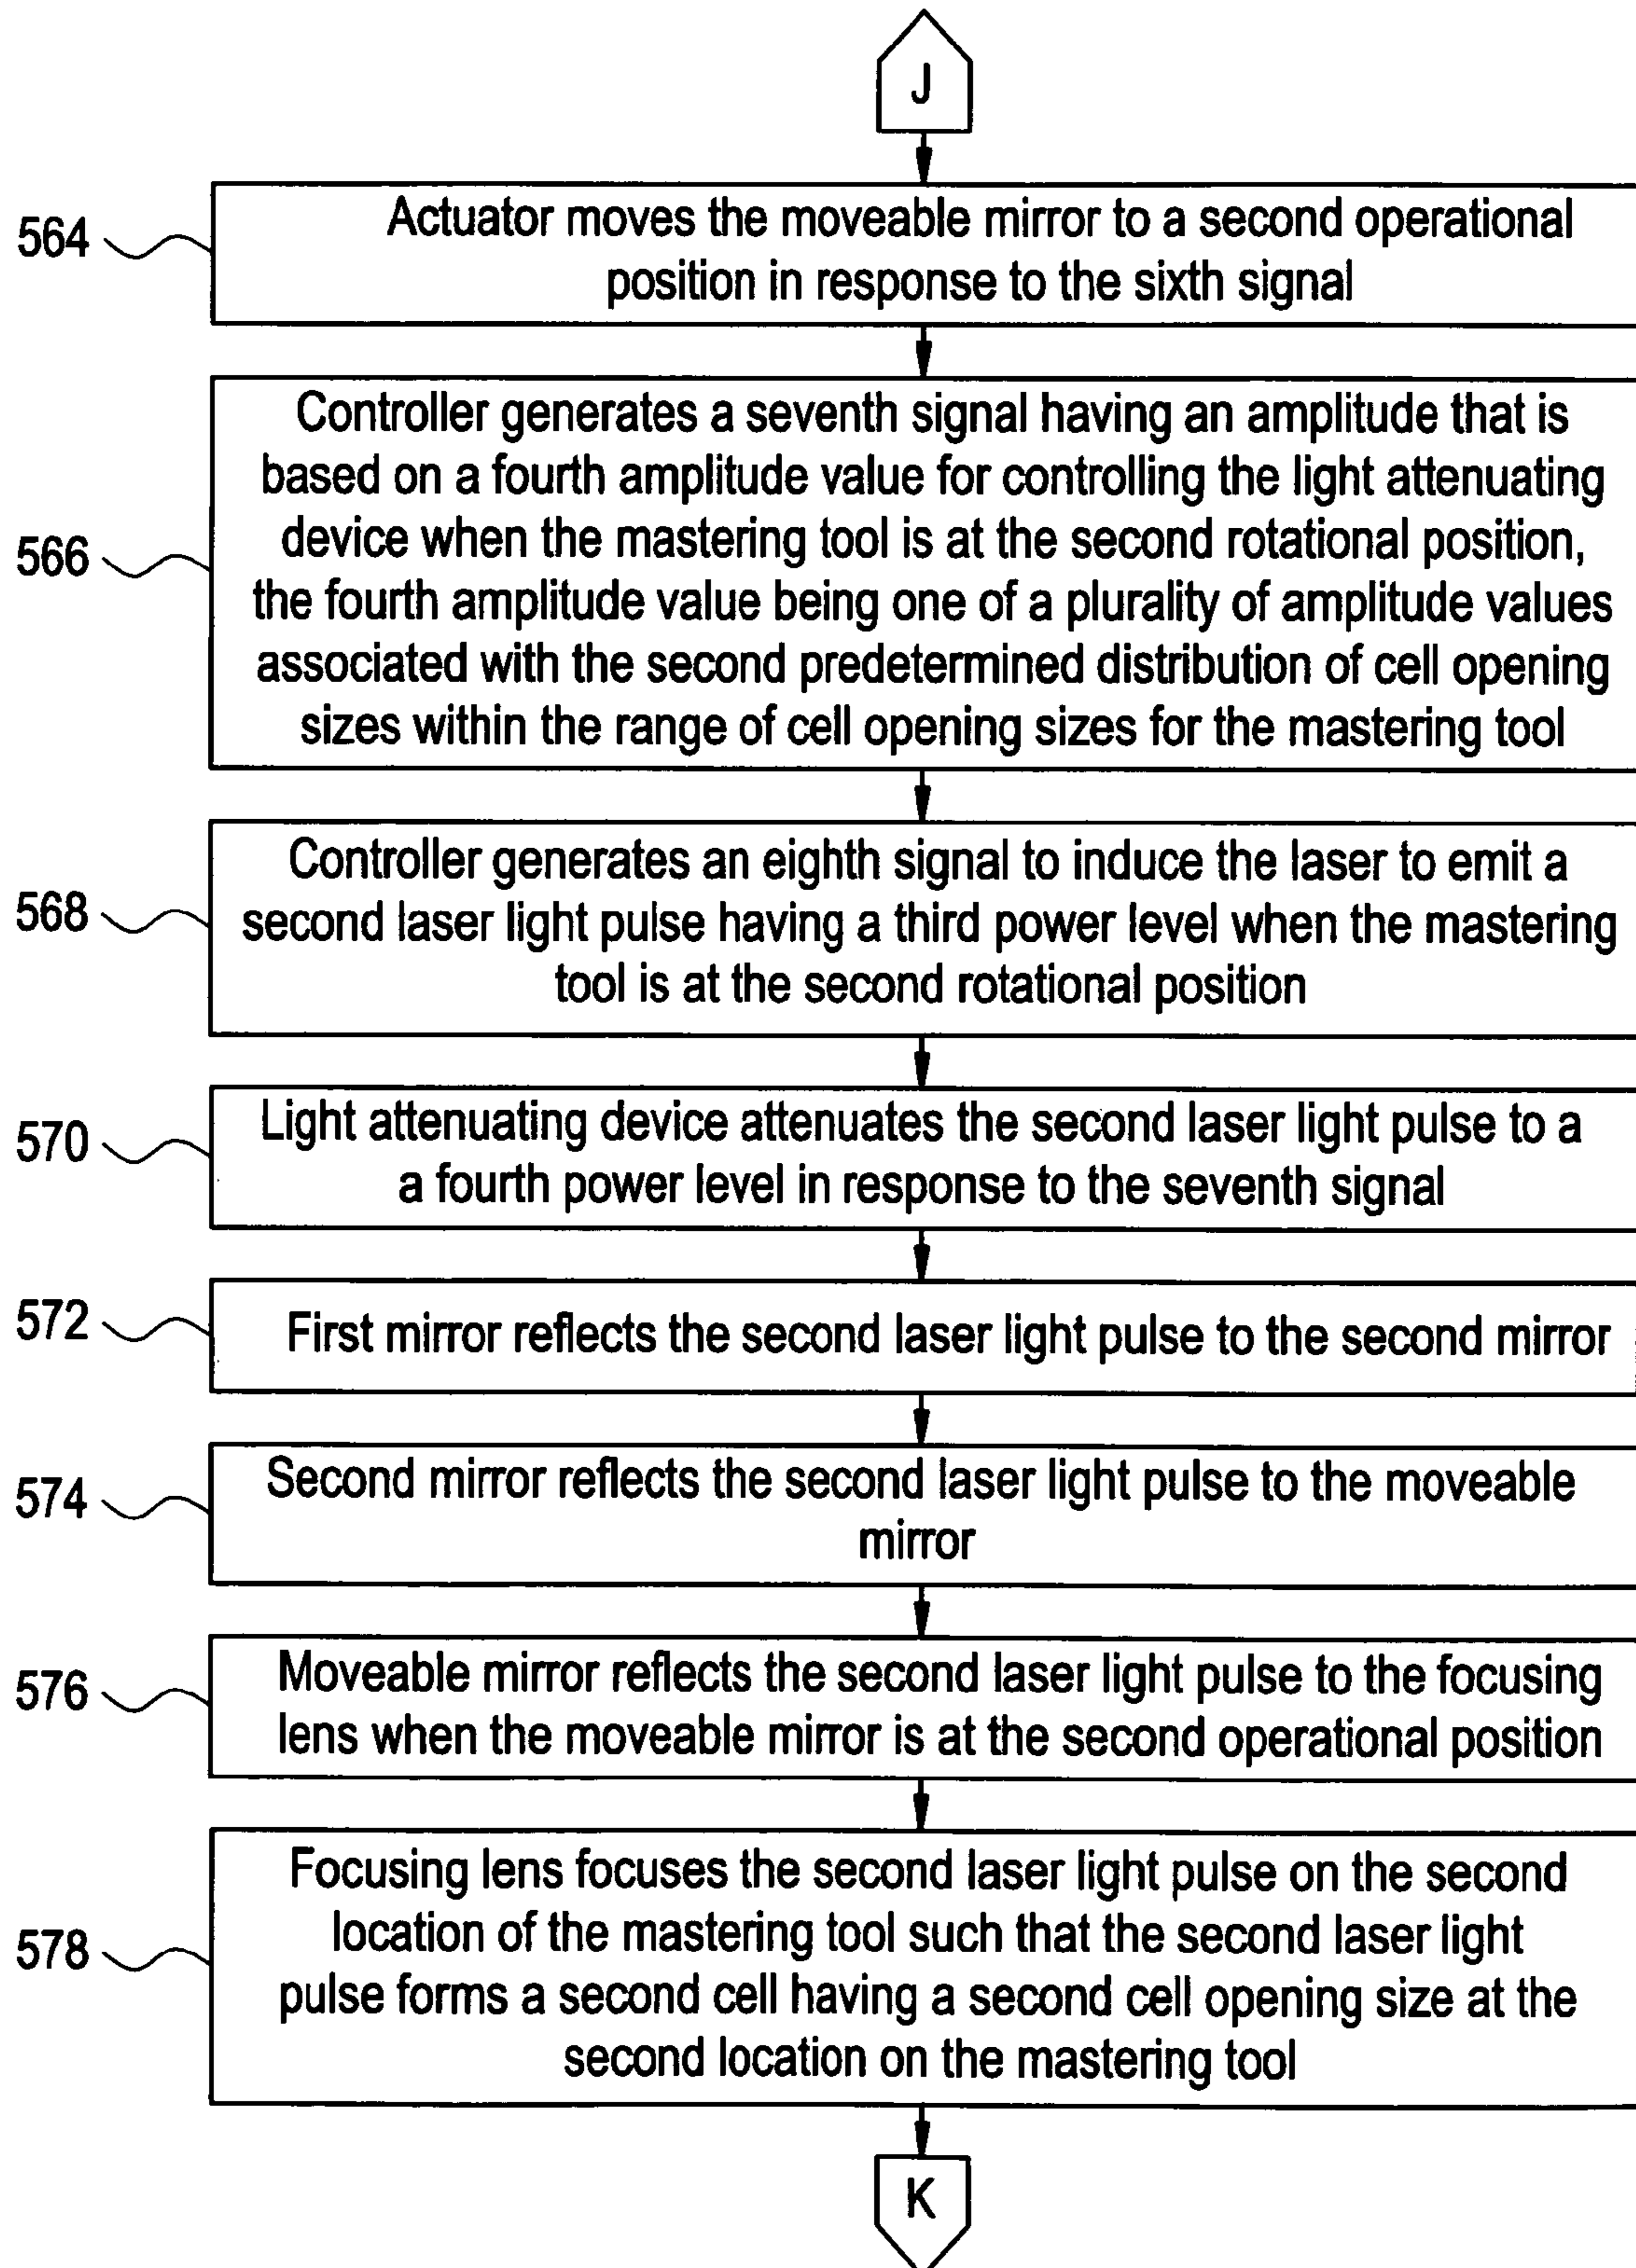 J
564
Actuator moves the moveable mirror to a second operational
position in response to the sixth signal
566
Controller generates a seventh signal having an amplitude that is
based on a fourth amplitude value for controlling the light attenuating
device when the mastering tool is at the second rotational position,
the fourth amplitude value being one of a plurality of amplitude values
associated with the second predetermined distribution of cell opening
sizes within the range of cell opening sizes for the mastering tool
568
Controller generates an eighth signal to induce the laser to emit a
second laser light pulse having a third power level when the mastering
tool is at the second rotational position
570
Light attenuating device attenuates the second laser light pulse to a
a fourth power level in response to the seventh signal
572
First mirror reflects the second laser light pulse to the second mirror
574
Second mirror reflects the second laser light pulse to the moveable
mirror
576
Moveable mirror reflects the second laser light pulse to the focusing
lens when the moveable mirror is at the second operational position
578
Focusing lens focuses the second laser light pulse on the second
location of the mastering tool such that the second laser light
pulse forms a second cell having a second cell opening size at the
second location on the mastering tool
K